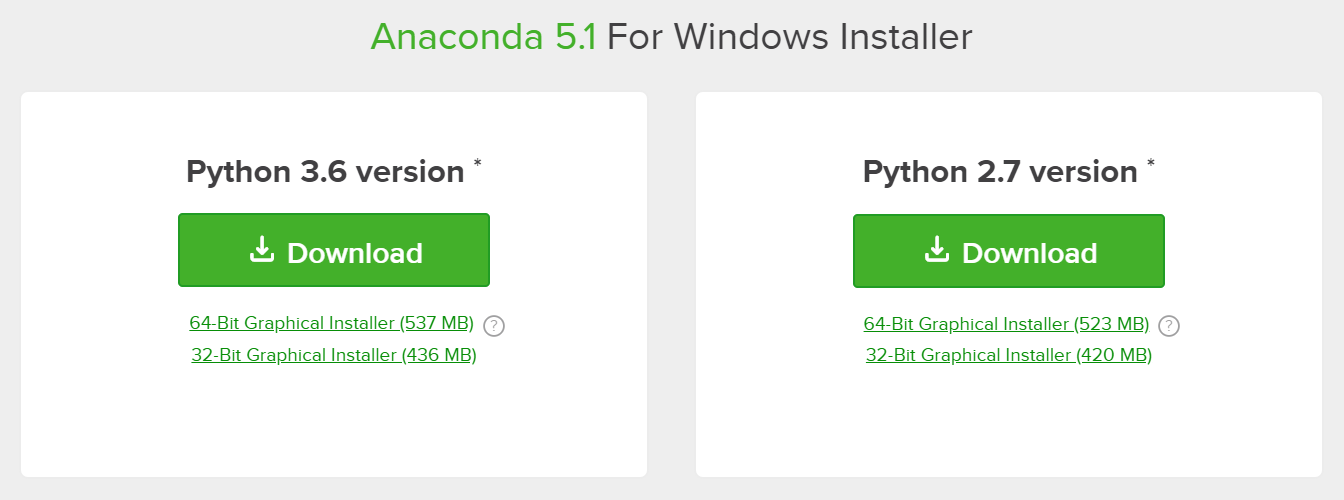 Anaconda 5.1 For Windows Installer
Python 3.6 version *
Download
64-Bit Graphical Installer (537 MB) ?
32-Bit Graphical Installer (436 MB)
Python 2.7 version *
Download
64-Bit Graphical Installer (523 MB) ?
32-Bit Graphical Installer (420 MB)